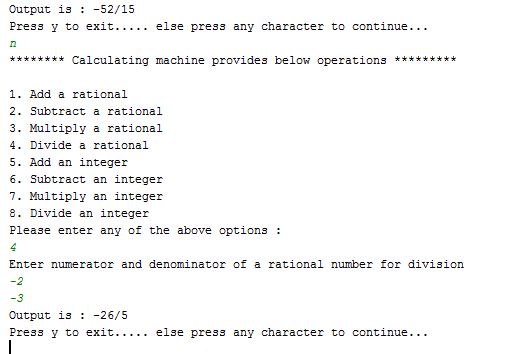 Output is : -52/15
Press y to exit..... else press any character to continue...
n
******** Calculating machine provides below operations *********
1. Add a rational
2. Subtract a rational
3. Multiply a rational
4. Divide a rational
5. Add an integer
6. Subtract an integer
7. Multiply an integer
8. Divide an integer
Please enter any of the above options :
4
Enter numerator and denominator of a rational number for division
-2
-3
Output is : -26/5
Press y to exit..... else press any character to continue...